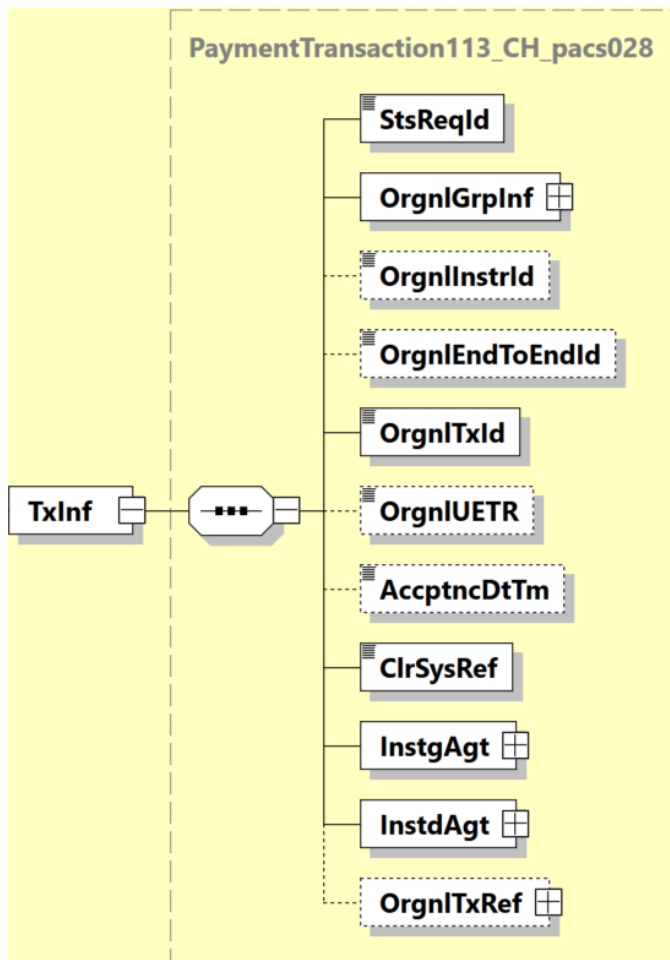 PaymentTransaction113_CH_pacs028
StsReqId
OrgnlGrpInf
OrgnlInstrId
OrgnlEndToEndId
OrgnlTxId
TxInf
OrgnlUETR
AccptncDtTm
ClrSysRef
InstgAgt
InstdAgt
OrgnlTxRef